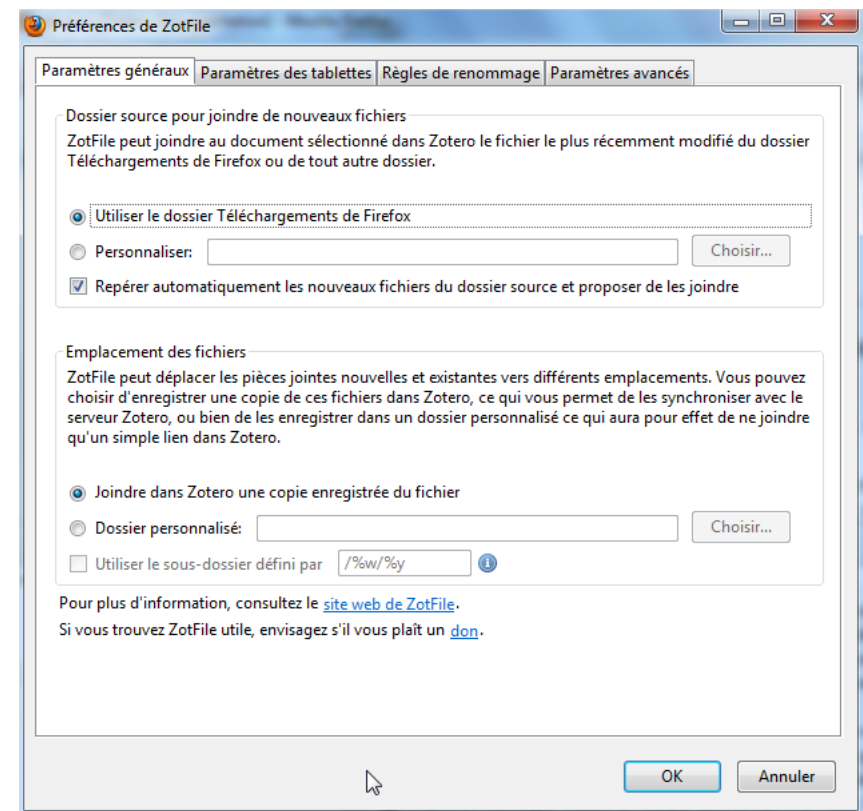 Préférences de ZotFile
Paramètres généraux Paramètres des tablettes Règles de renommage Paramètres avancés
Dossier source pour joindre de nouveaux fichiers
ZotFile peut joindre au document sélectionné dans Zotero le fichier le plus récemment modifié du dossier
Téléchargements de Firefox ou de tout autre dossier.
Utiliser le dossier Téléchargements de Firefox
Personnaliser: Choisir...
Repérer automatiquement les nouveaux fichiers du dossier source et proposer de les joindre
Emplacement des fichiers
ZotFile peut déplacer les pièces jointes nouvelles et existantes vers différents emplacements. Vous pouvez
choisir d'enregistrer une copie de ces fichiers dans Zotero, ce qui vous permet de les synchroniser avec le
serveur Zotero, ou bien de les enregistrer dans un dossier personnalisé ce qui aura pour effet de ne joindre
qu'un simple lien dans Zotero.
Joindre dans Zotero une copie enregistrée du fichier
Dossier personnalisé: Choisir...
Utiliser le sous-dossier défini par /%w/%y
Pour plus d'information, consultez le site web de ZotFile.
Si vous trouvez ZotFile utile, envisagez s'il vous plaît un don.
OK Annuler